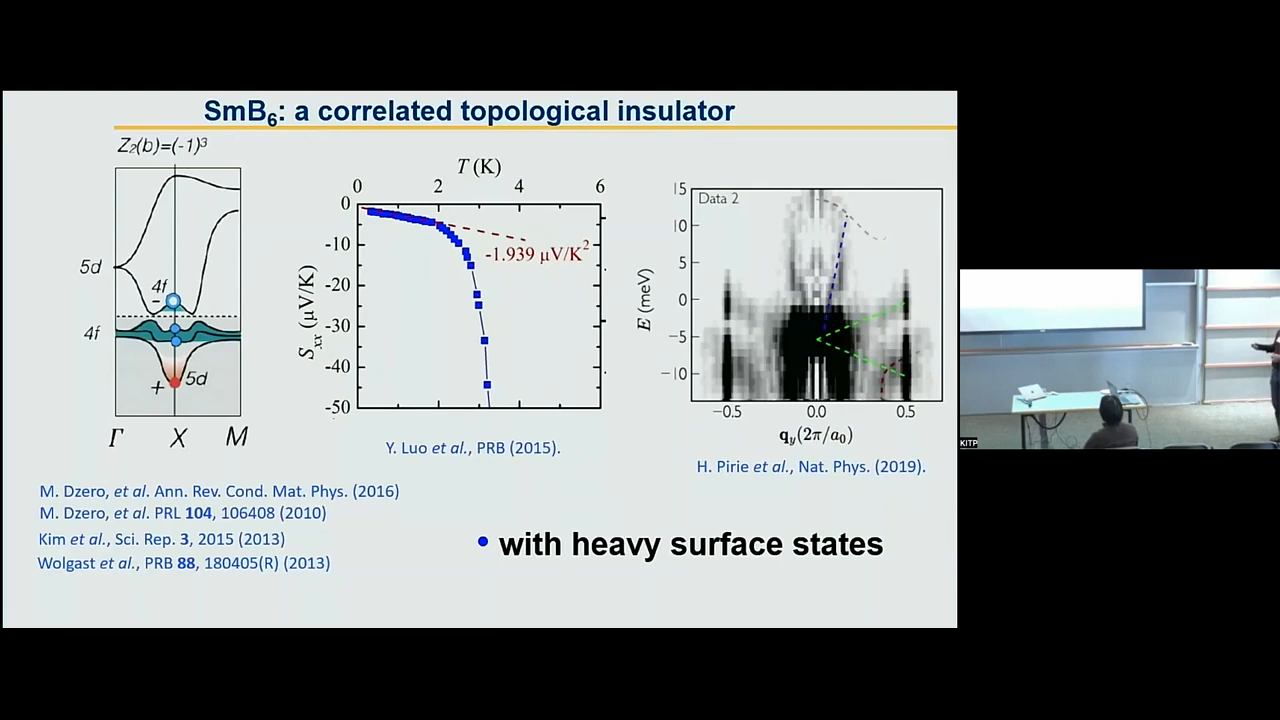 SmB₆: a correlated topological insulator
Z₂(b)=(-1)³
5d
4f
-
4f
+
5d
Γ X M
T (K)
0 2 4 6
0
-10
-20
-30
-40
-50
Sxx (μV/K)
-1.939 μV/K²
Y. Luo et al., PRB (2015).
Data 2
15
10
5
0
−5
−10
E (meV)
−0.5 0.0 0.5
qy(2π/a₀)
H. Pirie et al., Nat. Phys. (2019).
M. Dzero, et al. Ann. Rev. Cond. Mat. Phys. (2016)
M. Dzero, et al. PRL 104, 106408 (2010)
Kim et al., Sci. Rep. 3, 2015 (2013)
Wolgast et al., PRB 88, 180405(R) (2013)
• with heavy surface states
KITP